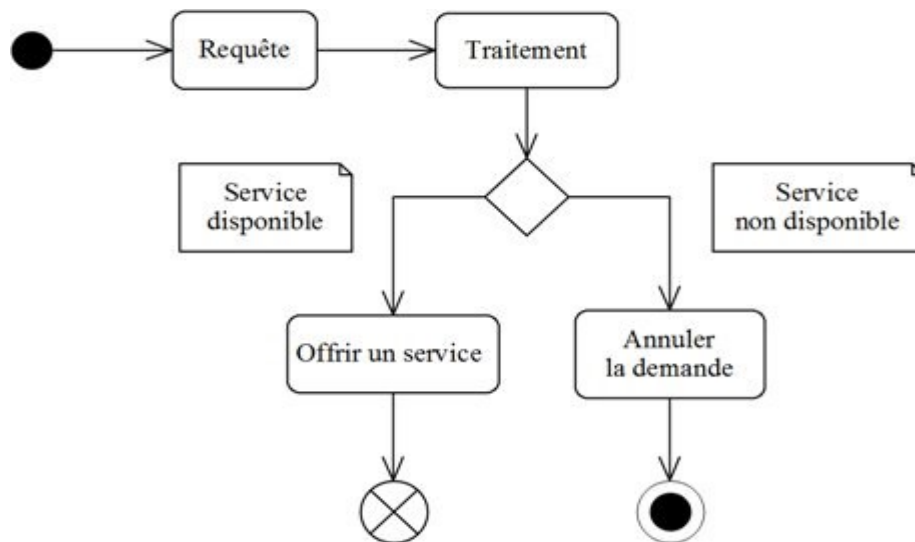 Requête
Traitement
Service
disponible
Service
non disponible
Offrir un service
Annuler
la demande